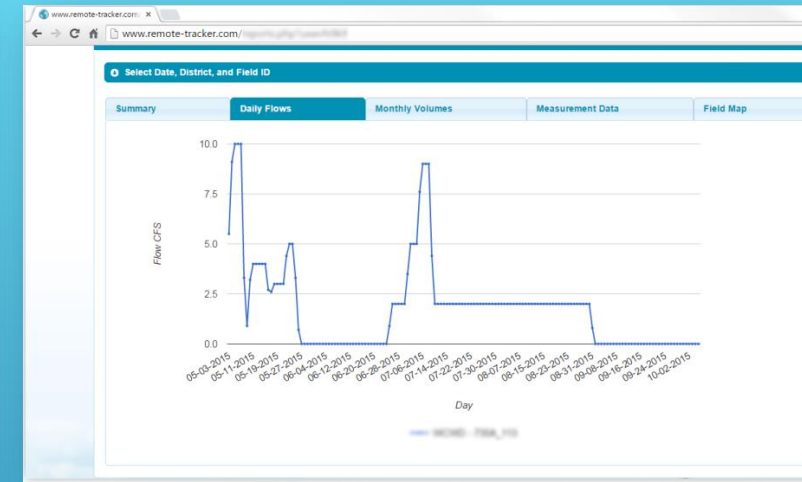 www.remote-tracker.com/
www.remote-tracker.com/
Select Date, District, and Field ID
Summary Daily Flows Monthly Volumes Measurement Data Field Map
10.0
7.5
5.0
2.5
0.0
Flow CFS
05-03-2015 05-11-2015 05-19-2015 05-27-2015 06-04-2015 06-12-2015 06-20-2015 06-28-2015 07-06-2015 07-14-2015 07-22-2015 07-30-2015 08-07-2015 08-15-2015 08-23-2015 08-31-2015 09-08-2015 09-16-2015 09-24-2015 10-02-2015
Day